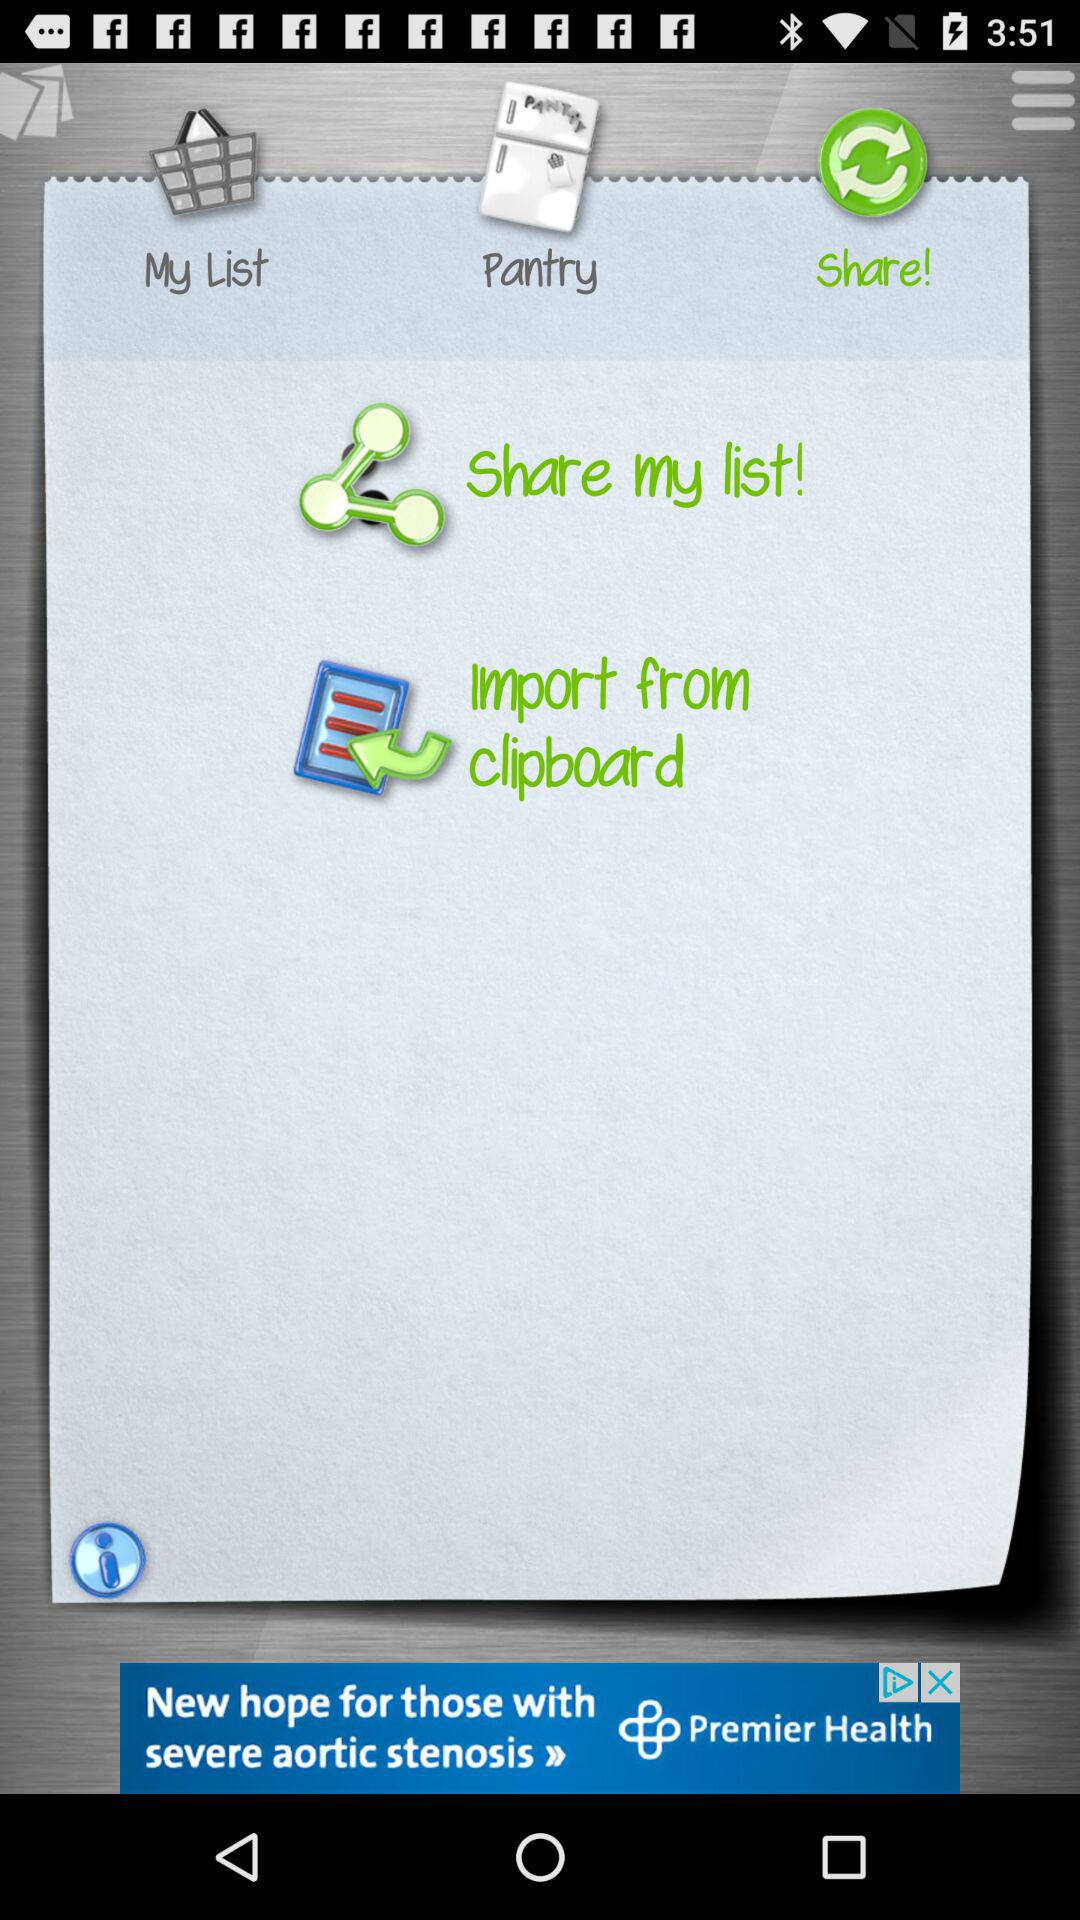 3:51
PANTRY
My List
Pantry
Share!
Share my list!
Import from
clipboard
New hope for those with
severe aortic stenosis »
Premier Health